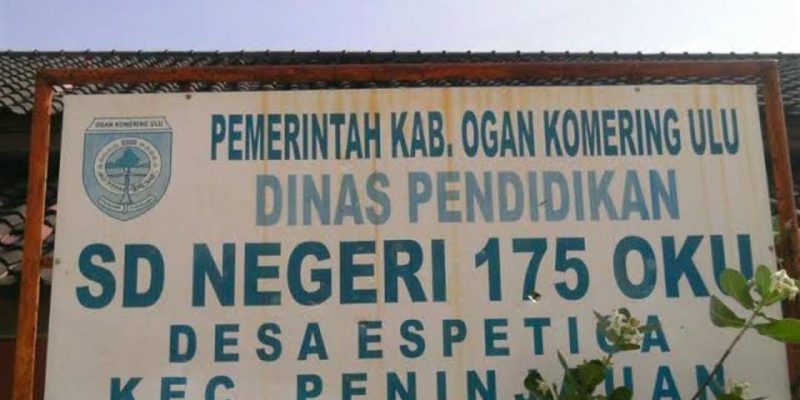 OGAN KOMERING ULU
PEMERINTAH KAB. OGAN KOMERING ULU
DINAS PENDIDIKAN
SD NEGERI 175 OKU
DESA ESPETIGA
KEC. PENINJAUAN